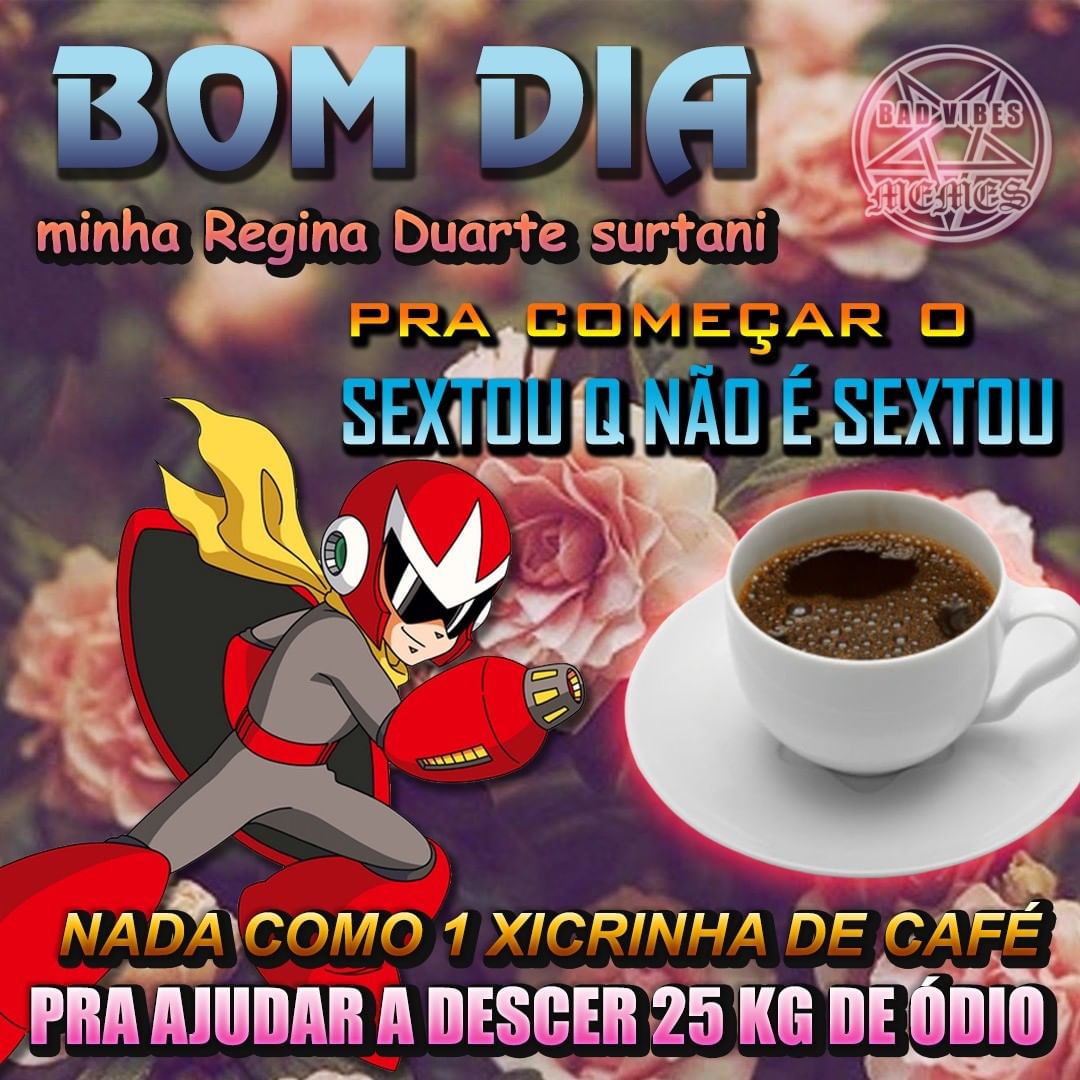 BOM DIA
BAD VIBES
MEMES
minha Regina Duarte surtani
PRA COMEÇAR O
SEXTOU Q NÃO É SEXTOU
NADA COMO 1 XICRINHA DE CAFÉ
PRA AJUDAR A DESCER 25 KG DE ÓDIO